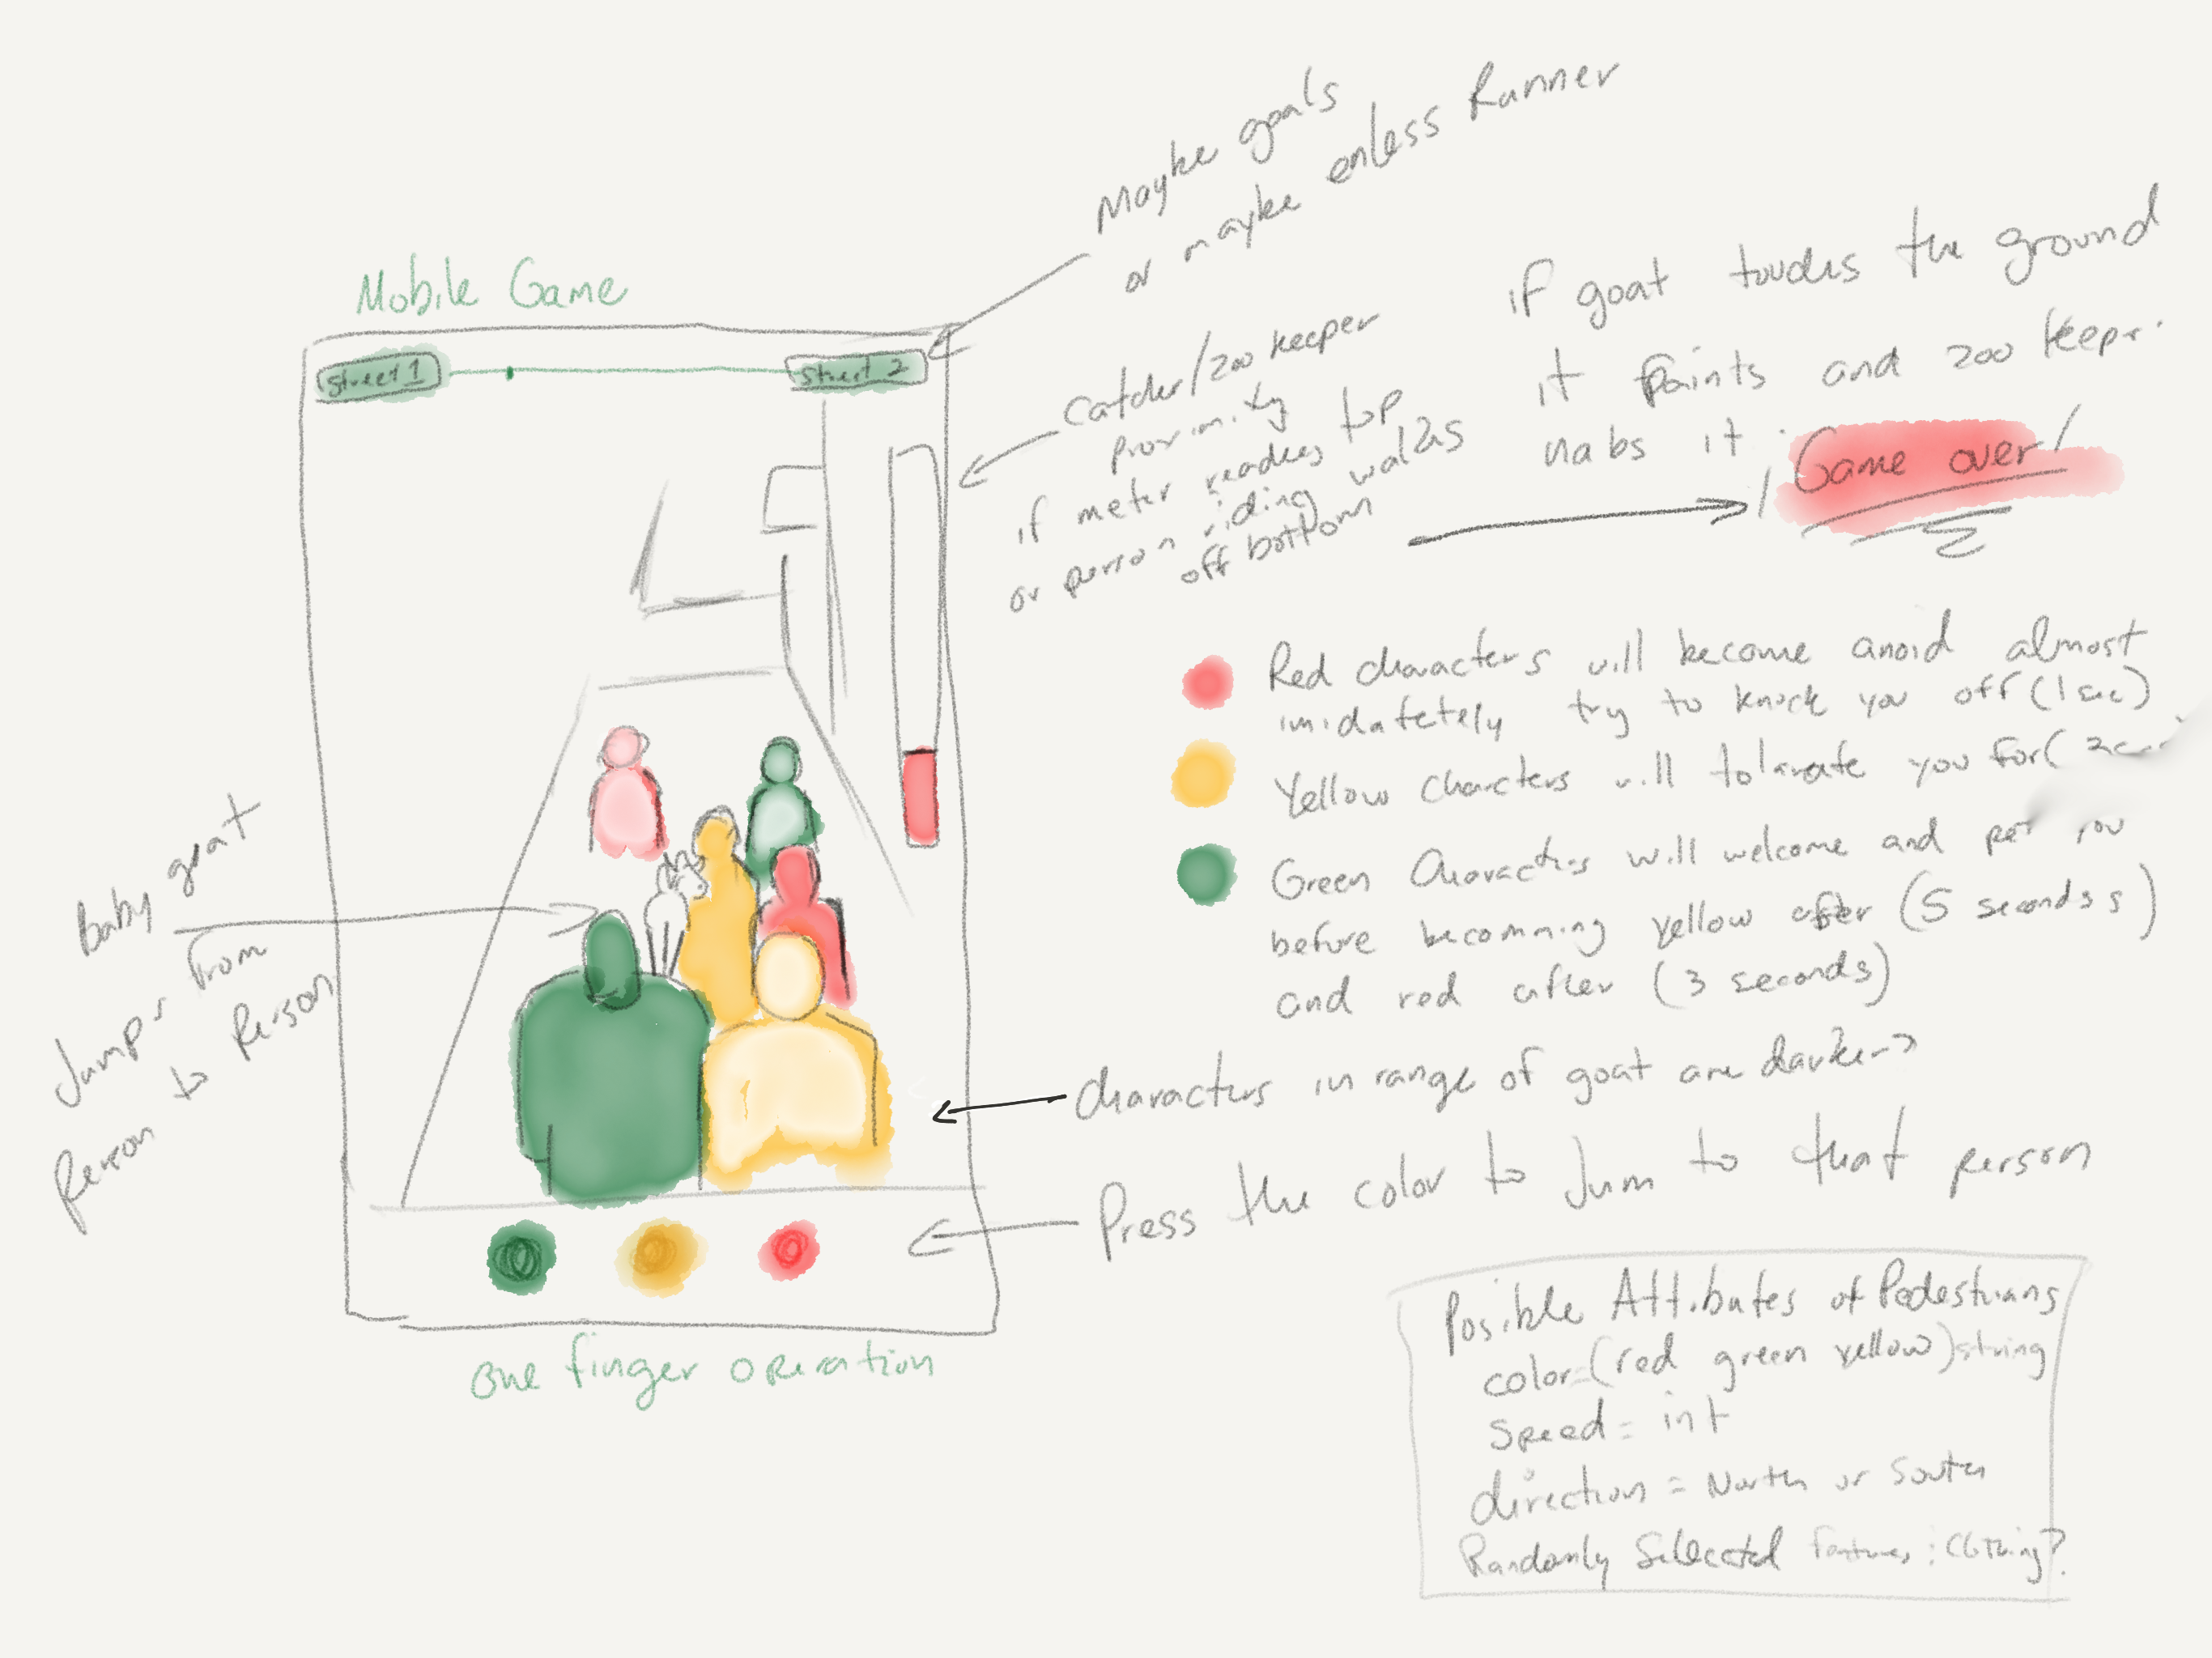 Maybe goals
or maybe enless Runner
Mobile Game
street 1
street 2
Catcher/zoo keeper
proximity
if meter reaches top
or person riding walks
off bottom
if goat touches the ground
it faints and zoo keepr
nabs it.
! Game over!
Red characters will become anoid almost
imidatetely try to knock you off (1 sec)
Yellow characters will tolarate you for (
Green Characters will welcome and pet you
before becomming yellow after (5 seconds)
and red after (3 seconds)
Baby goat
Jumps from
Person to Person
characters in range of goat are darker
Press the color to Jum to that person
one finger operation
Posible Attributes of Pedestrians
color=(red green yellow) string
speed = int
direction = North or South
Randomly Selected features : clothing?